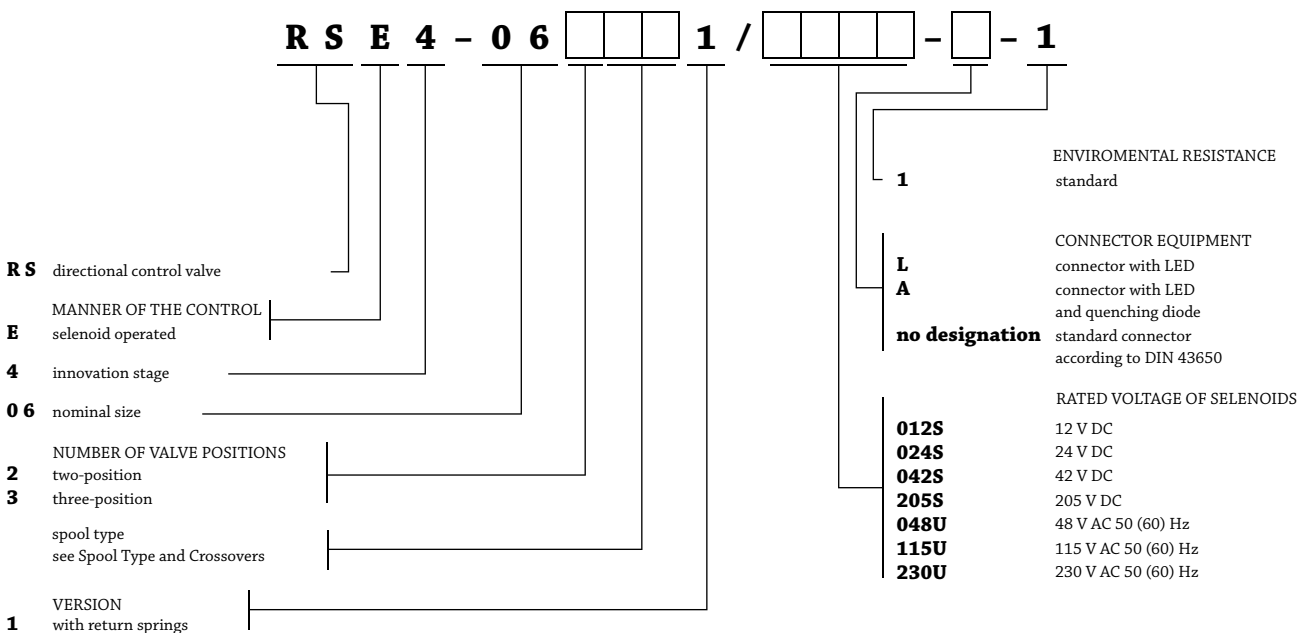 R S E 4 – 0 6 1 / – – 1
R S directional control valve
MANNER OF THE CONTROL
E selenoid operated
4 innovation stage
0 6 nominal size
NUMBER OF VALVE POSITIONS
2 two-position
3 three-position
spool type
see Spool Type and Crossovers
VERSION
1 with return springs
ENVIROMENTAL RESISTANCE
1 standard
CONNECTOR EQUIPMENT
L connector with LED
A connector with LED
and quenching diode
no designation standard connector
according to DIN 43650
RATED VOLTAGE OF SELENOIDS
012S 12 V DC
024S 24 V DC
042S 42 V DC
205S 205 V DC
048U 48 V AC 50 (60) Hz
115U 115 V AC 50 (60) Hz
230U 230 V AC 50 (60) Hz